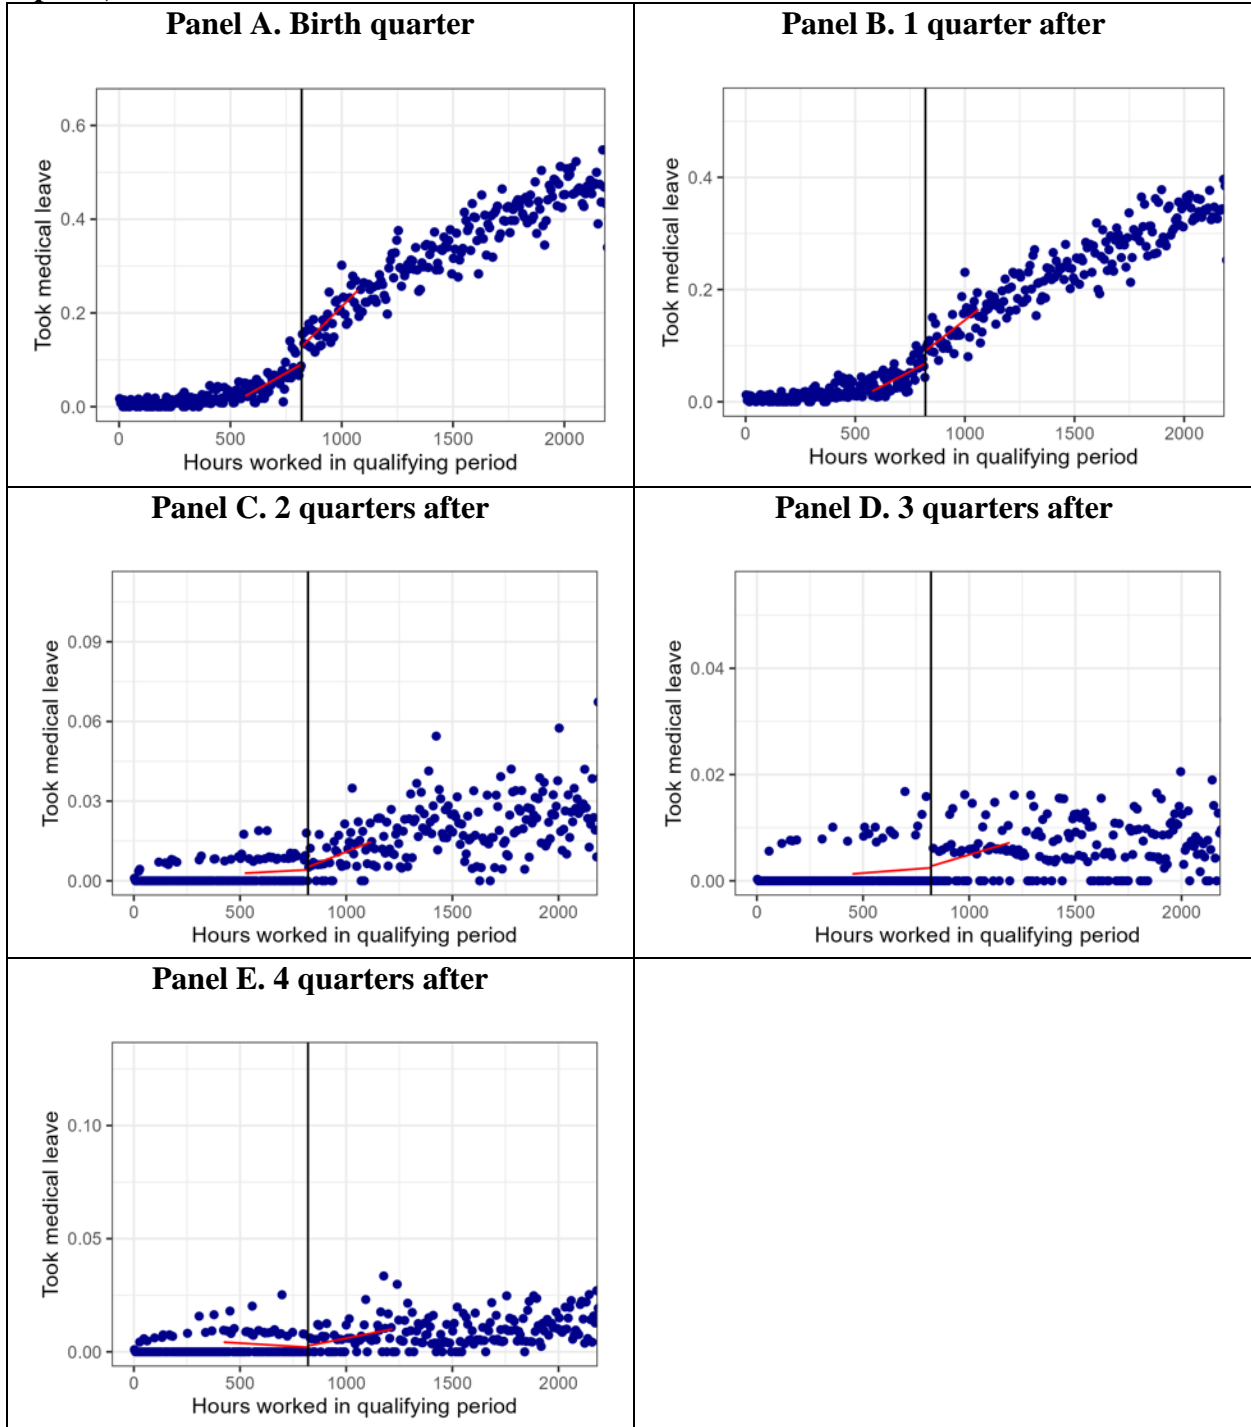 Panel A. Birth quarter
0.6
0.4
0.2
0.0
Took medical leave
0 500 1000 1500 2000
Hours worked in qualifying period
Panel B. 1 quarter after
0.4
0.2
0.0
Took medical leave
0 500 1000 1500 2000
Hours worked in qualifying period
Panel C. 2 quarters after
0.09
0.06
0.03
0.00
Took medical leave
0 500 1000 1500 2000
Hours worked in qualifying period
Panel D. 3 quarters after
0.04
0.02
0.00
Took medical leave
0 500 1000 1500 2000
Hours worked in qualifying period
Panel E. 4 quarters after
0.10
0.05
0.00
Took medical leave
0 500 1000 1500 2000
Hours worked in qualifying period